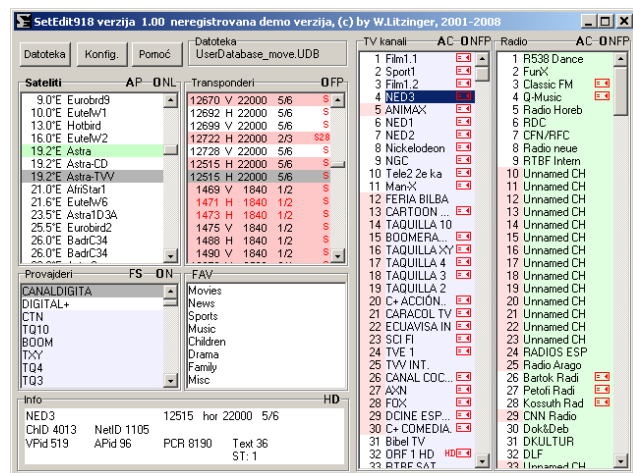 SetEdit918 verzija 1.00 neregistrovana demo verzija, (c) by W.Litzinger, 2001-2008
Datoteka
Konfig.
Pomoć
Datoteka
UserDatabase_move.UDB
Sateliti AP ONL
9.0°E Eurobrd9
10.0°E EutelW1
13.0°E Hotbird
16.0°E EutelW2
19.2°E Astra
19.2°E Astra-CD
19.2°E Astra-TVV
21.0°E AfriStar1
21.6°E EutelW6
23.5°E Astra1D3A
25.5°E Eurobird2
26.0°E BadrC34
26.0°E BadrC34
Transponderi OFP
12670 V 22000 5/6 S
12692 H 22000 5/6 S
12699 V 22000 5/6 S
12722 H 22000 2/3 S28
12722 V 22000 5/6 S
12515 H 22000 5/6 S
12515 H 22000 5/6 S
1469 V 1840 1/2 S
1471 H 1840 1/2 S
1473 H 1840 1/2 S
1475 V 1840 1/2 S
1488 H 1840 1/2 S
1490 V 1840 1/2 S
Provajderi FS ON
CANALDIGITA
DIGITAL+
CTN
TQ10
BOOM
TXY
TQ4
TQ3
FAV
Movies
News
Sports
Music
Children
Drama
Family
Misc
Info HD
NED3 12515 hor 22000 5/6
ChID 4013 NetID 1105
VPid 519 APid 96 PCR 8190 Text 36
ST: 1
TV kanali AC ONFP
1 Film1.1
2 Sport1
3 Film1.2
4 NED3
5 ANIMAX
6 NED1
7 NED2
8 Nickelodeon
9 NGC
10 Tele2 2e ka
11 Man-X
12 FERIA BILBA
13 CARTOON ...
14 TAQUILLA 10
15 BOOMERA...
16 TAQUILLA XY
17 TAQUILLA 4
18 TAQUILLA 3
19 TAQUILLA 2
20 C+ ACCIÓN..
21 CARACOL TV
22 ECUAVISA IN
23 SCI FI
24 TVE 1
25 TVV INT.
26 CANAL COC...
27 AXN
28 FOX
29 DCINE ESP...
30 C+ COMEDIA.
31 Bibel TV
32 ORF 1 HD HD
33 RTBF SAT
Radio AC ONFP
1 R538 Dance
2 FunX
3 Classic FM
4 Q-Music
5 Radio Horeb
6 RDC
7 CFN/RFC
8 Radio neue
9 RTBF Intern
10 Unnamed CH
11 Unnamed CH
12 Unnamed CH
13 Unnamed CH
14 Unnamed CH
15 Unnamed CH
16 Unnamed CH
17 Unnamed CH
18 Unnamed CH
19 Unnamed CH
20 Unnamed CH
21 Unnamed CH
22 Unnamed CH
23 Unnamed CH
24 RADIOS ESP
25 Radio Arago
26 Bartok Radi
27 Petofi Radi
28 Kossuth Rad
29 CNN Radio
30 Dok&Deb
31 DKULTUR
32 DLF
33 Unnamed CH